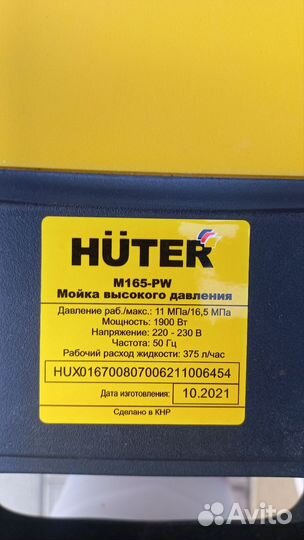 HÜTER
M165-PW
Мойка высокого давления
Давление раб./макс.: 11 МПа/16,5 МПа
Мощность: 1900 Вт
Напряжение: 220 - 230 В
Частота: 50 Гц
Рабочий расход жидкости: 375 л/час
HUX016700807006211006454
Дата изготовления: 10.2021
Сделано в КНР
Avito